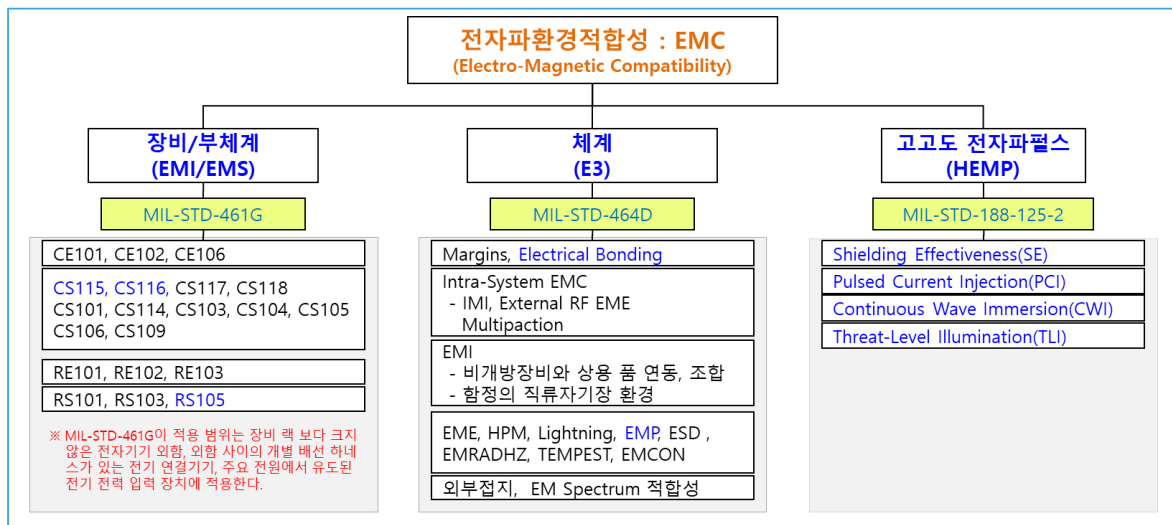 전자파환경적합성 : EMC
(Electro-Magnetic Compatibility)
장비/부체계
(EMI/EMS)
MIL-STD-461G
CE101, CE102, CE106
CS115, CS116, CS117, CS118
CS101, CS114, CS103, CS104, CS105
CS106, CS109
RE101, RE102, RE103
RS101, RS103, RS105
※ MIL-STD-461G이 적용 범위는 장비 랙 보다 크지
않은 전자기기 외함, 외함 사이의 개별 배선 하네
스가 있는 전기 연결기기, 주요 전원에서 유도된
전기 전력 입력 장치에 적용한다.
체계
(E3)
MIL-STD-464D
Margins, Electrical Bonding
Intra-System EMC
- IMI, External RF EME
Multipaction
EMI
- 비개방장비와 상용 품 연동, 조합
- 함정의 직류자기장 환경
EME, HPM, Lightning, EMP, ESD ,
EMRADHZ, TEMPEST, EMCON
외부접지, EM Spectrum 적합성
고고도 전자파펄스
(HEMP)
MIL-STD-188-125-2
Shielding Effectiveness(SE)
Pulsed Current Injection(PCI)
Continuous Wave Immersion(CWI)
Threat-Level Illumination(TLI)